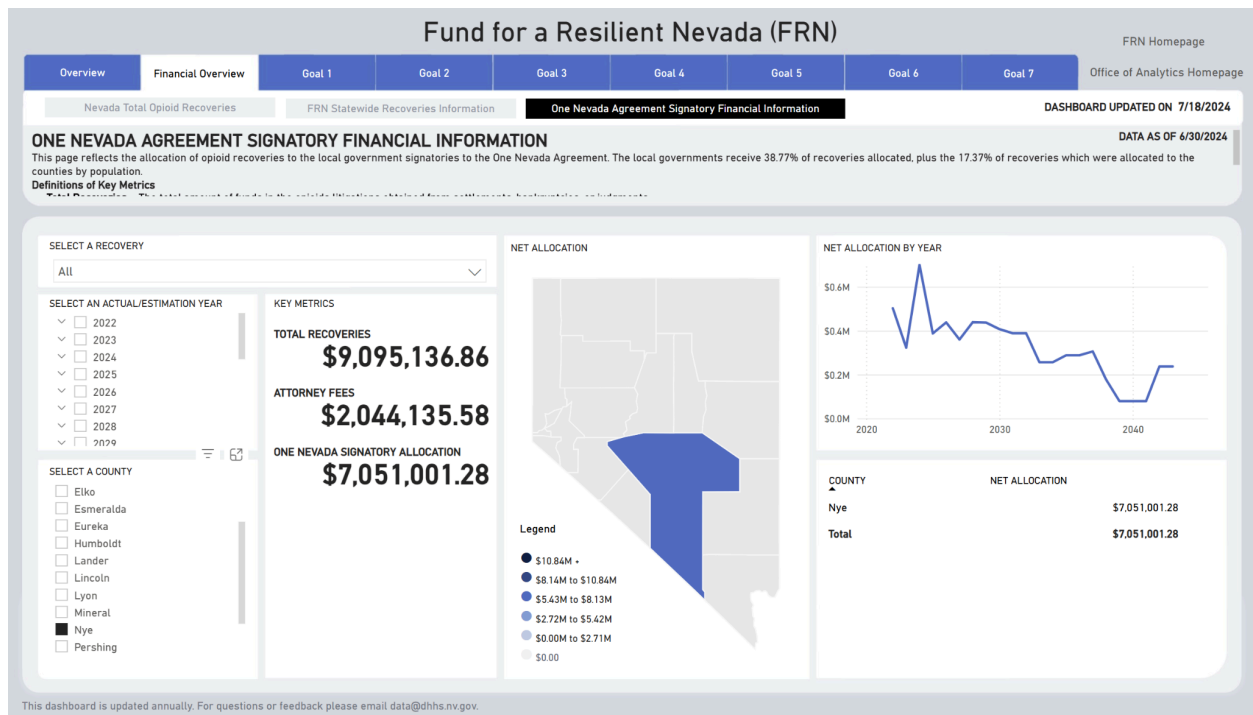 Fund for a Resilient Nevada (FRN)
FRN Homepage
Overview
Financial Overview
Goal 1
Goal 2
Goal 3
Goal 4
Goal 5
Goal 6
Goal 7
Office of Analytics Homepage
Nevada Total Opioid Recoveries
FRN Statewide Recoveries Information
One Nevada Agreement Signatory Financial Information
DASHBOARD UPDATED ON 7/18/2024
ONE NEVADA AGREEMENT SIGNATORY FINANCIAL INFORMATION
DATA AS OF 6/30/2024
This page reflects the allocation of opioid recoveries to the local government signatories to the One Nevada Agreement. The local governments receive 38.77% of recoveries allocated, plus the 17.37% of recoveries which were allocated to the
counties by population.
Definitions of Key Metrics
SELECT A RECOVERY
All
SELECT AN ACTUAL/ESTIMATION YEAR
2022
2023
2024
2025
2026
2027
2028
2029
SELECT A COUNTY
Elko
Esmeralda
Eureka
Humboldt
Lander
Lincoln
Lyon
Mineral
Nye
Pershing
KEY METRICS
TOTAL RECOVERIES
$9,095,136.86
ATTORNEY FEES
$2,044,135.58
ONE NEVADA SIGNATORY ALLOCATION
$7,051,001.28
NET ALLOCATION
Legend
$10.84M +
$8.14M to $10.84M
$5.43M to $8.13M
$2.72M to $5.42M
$0.00M to $2.71M
$0.00
NET ALLOCATION BY YEAR
$0.6M
$0.4M
$0.2M
$0.0M
2020
2030
2040
COUNTY
NET ALLOCATION
Nye
$7,051,001.28
Total
$7,051,001.28
This dashboard is updated annually. For questions or feedback please email data@dhhs.nv.gov.